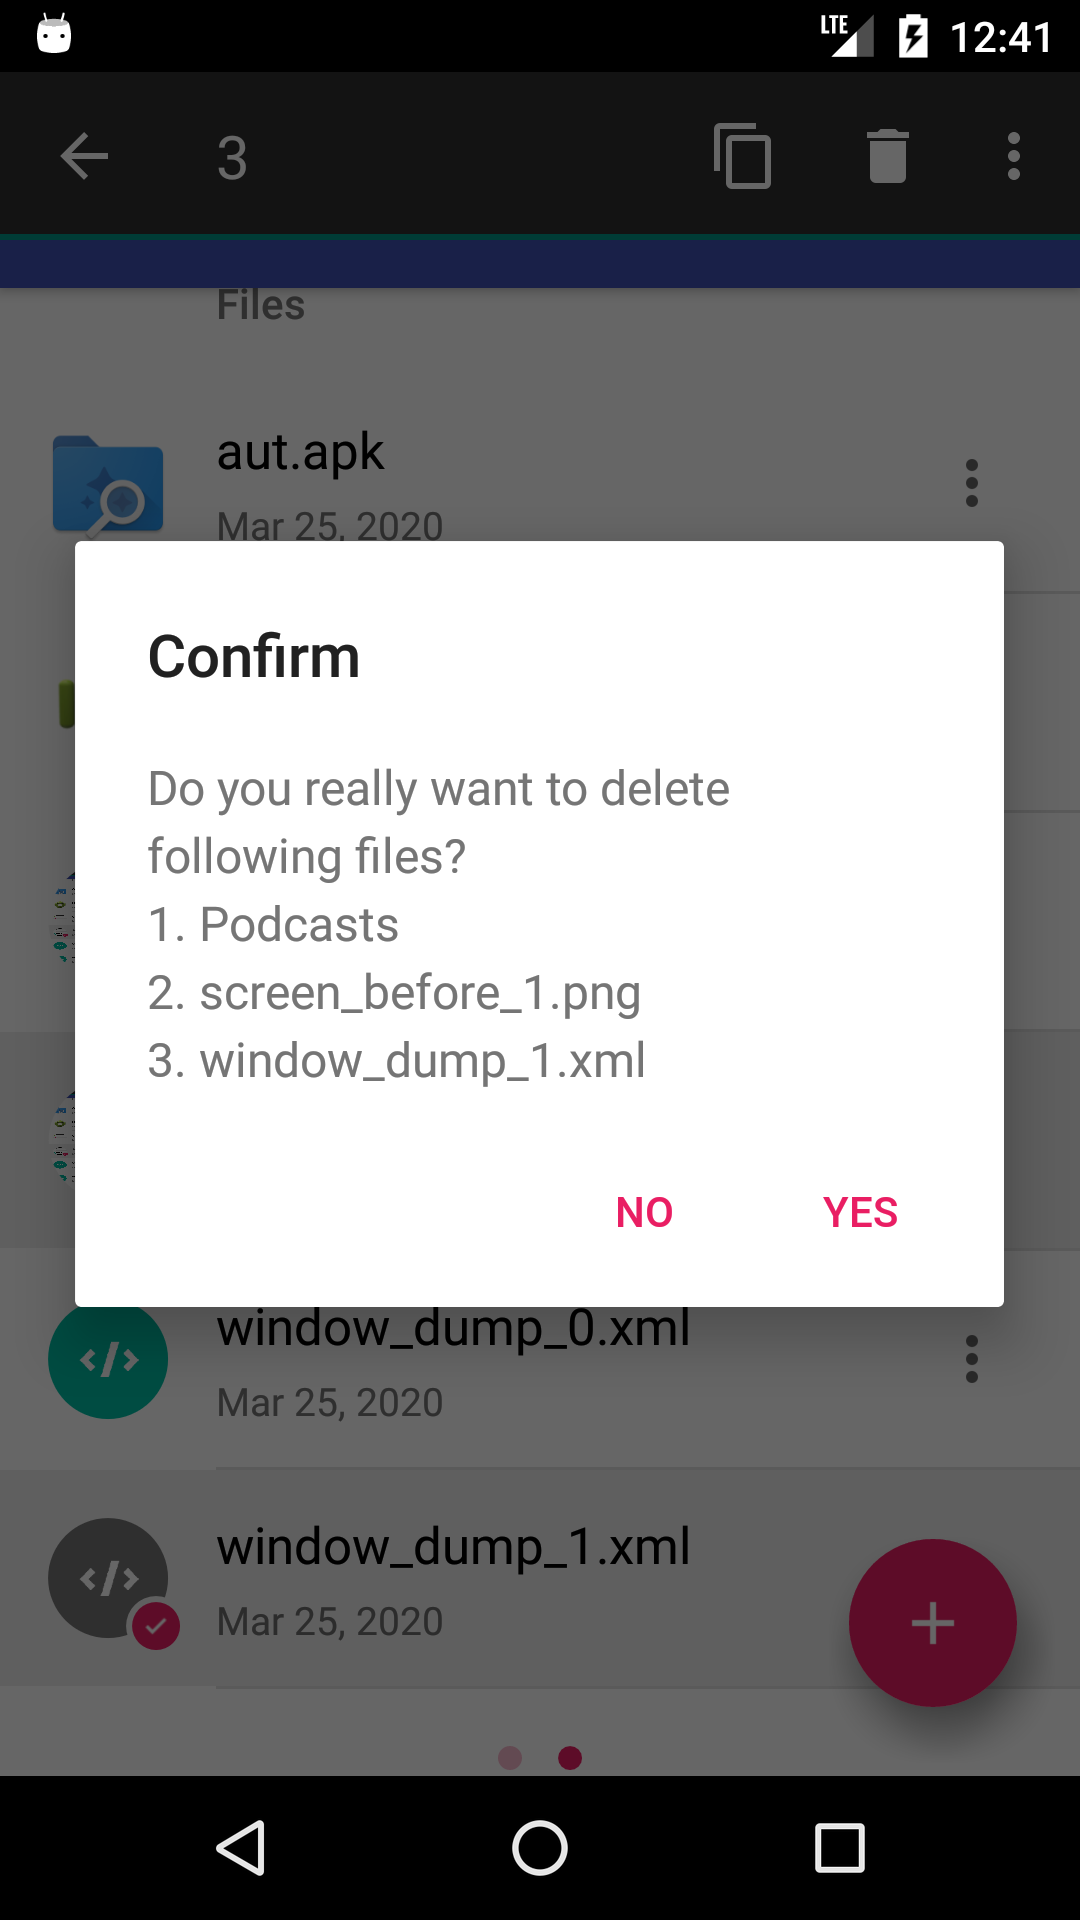 LTE 12:41
3
Files
aut.apk
Mar 25, 2020
Confirm
Do you really want to delete
following files?
1. Podcasts
2. screen_before_1.png
3. window_dump_1.xml
NO YES
window_dump_0.xml
Mar 25, 2020
window_dump_1.xml
Mar 25, 2020